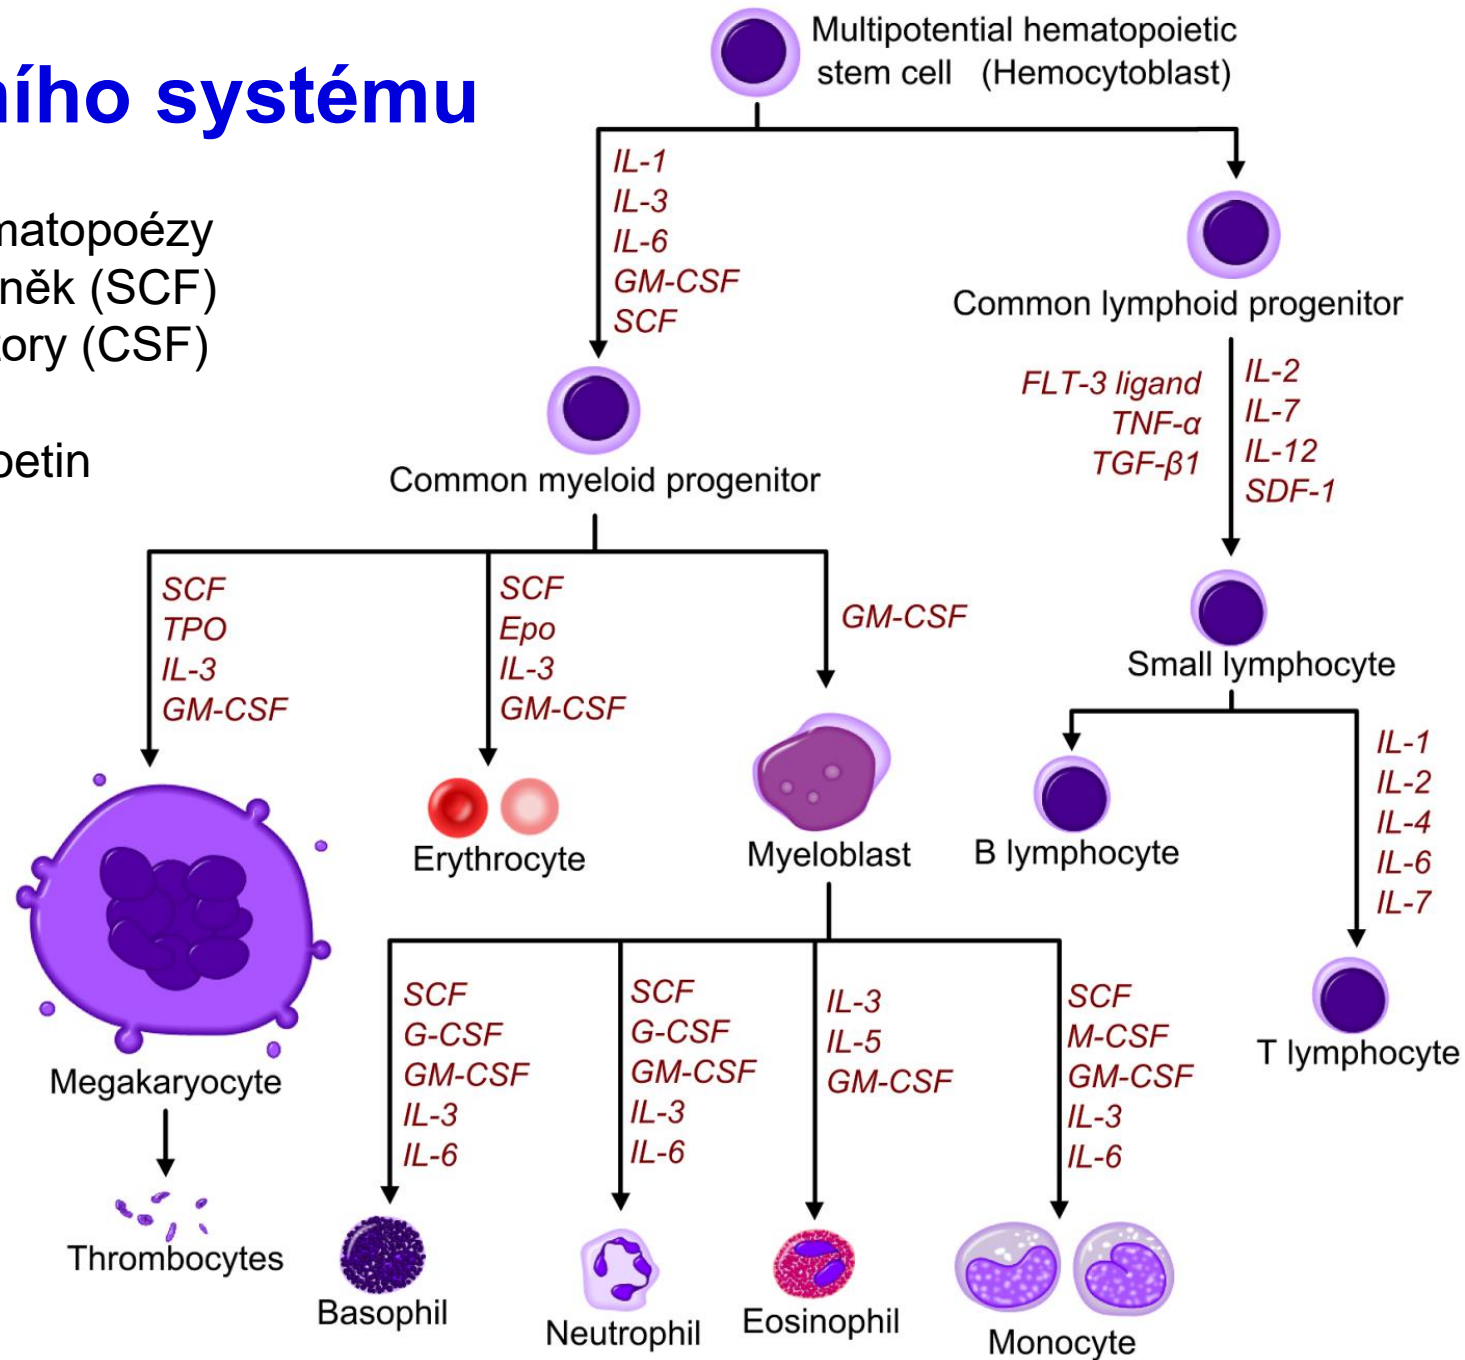 ního systému
matopoézy
něk (SCF)
tory (CSF)
oetin
Multipotential hematopoietic
stem cell (Hemocytoblast)
IL-1
IL-3
IL-6
GM-CSF
SCF
Common lymphoid progenitor
FLT-3 ligand
TNF-α
TGF-β1
IL-2
IL-7
IL-12
SDF-1
Common myeloid progenitor
SCF
TPO
IL-3
GM-CSF
SCF
Epo
IL-3
GM-CSF
GM-CSF
Small lymphocyte
IL-1
IL-2
IL-4
IL-6
IL-7
Erythrocyte
Myeloblast
B lymphocyte
T lymphocyte
Megakaryocyte
SCF
G-CSF
GM-CSF
IL-3
IL-6
SCF
G-CSF
GM-CSF
IL-3
IL-6
IL-3
IL-5
GM-CSF
SCF
M-CSF
GM-CSF
IL-3
IL-6
Thrombocytes
Basophil
Neutrophil
Eosinophil
Monocyte